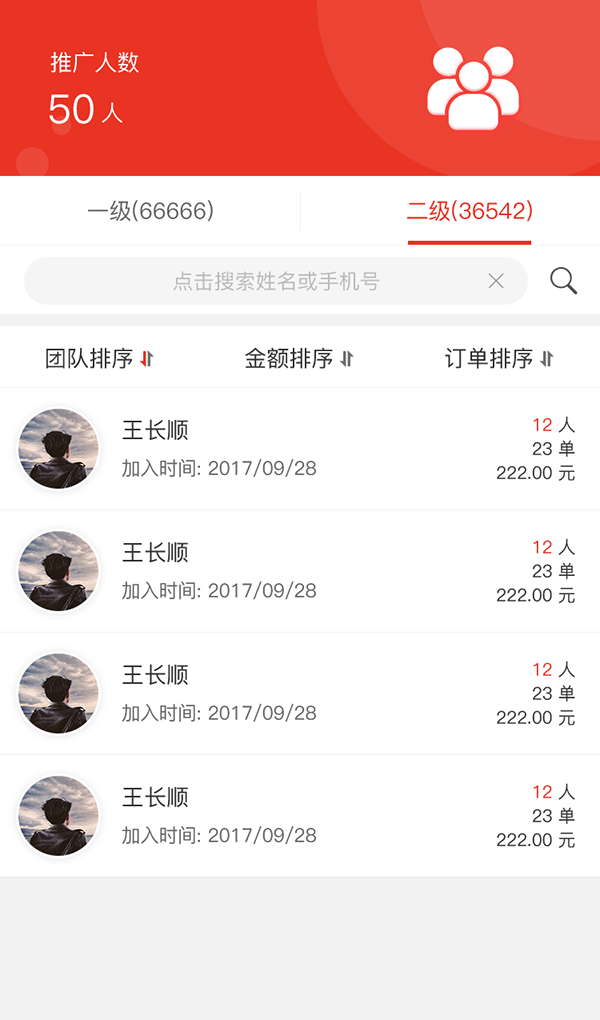 推广人数
50 人
一级(66666) 二级(36542)
点击搜索姓名或手机号
团队排序 金额排序 订单排序
王长顺
加入时间: 2017/09/28
12 人
23 单
222.00 元
王长顺
加入时间: 2017/09/28
12 人
23 单
222.00 元
王长顺
加入时间: 2017/09/28
12 人
23 单
222.00 元
王长顺
加入时间: 2017/09/28
12 人
23 单
222.00 元